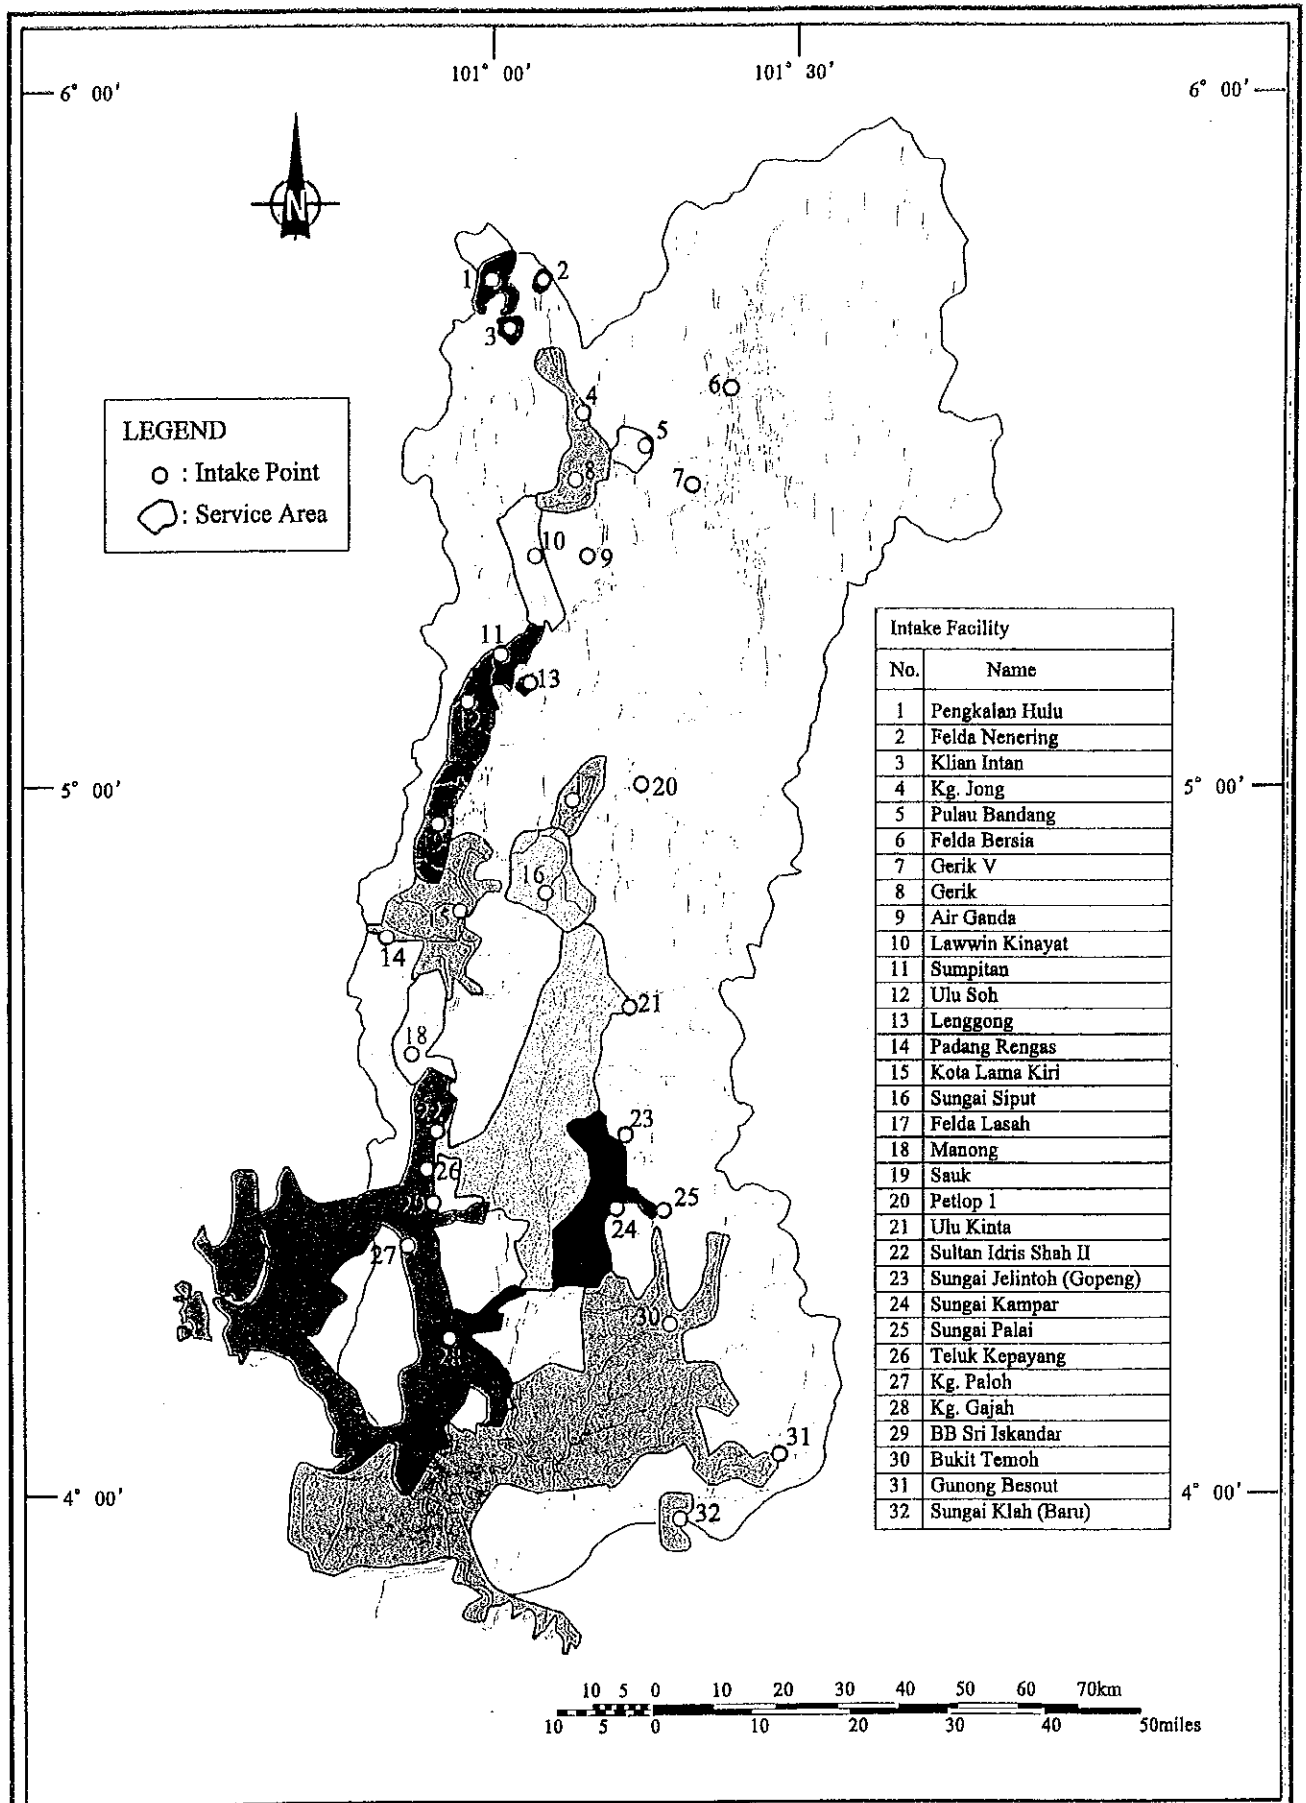 101° 00'
101° 30'
6° 00'
6° 00'
N
1
2
3
4
5
6
7
8
9
10
11
13
LEGEND
: Intake Point
: Service Area
Intake Facility
No. Name
1 Pengkalan Hulu
2 Felda Nenering
3 Klian Intan
4 Kg. Jong
5 Pulau Bandang
6 Felda Bersia
7 Gerik V
8 Gerik
9 Air Ganda
10 Lawwin Kinayat
11 Sumpitan
12 Ulu Soh
13 Lenggong
14 Padang Rengas
15 Kota Lama Kiri
16 Sungai Siput
17 Felda Lasah
18 Manong
19 Sauk
20 Petlop 1
21 Ulu Kinta
22 Sultan Idris Shah II
23 Sungai Jelintoh (Gopeng)
24 Sungai Kampar
25 Sungai Palai
26 Teluk Kepayang
27 Kg. Paloh
28 Kg. Gajah
29 BB Sri Iskandar
30 Bukit Temoh
31 Gunong Besout
32 Sungai Klah (Baru)
5° 00'
5° 00'
12
17
20
16
15
14
21
18
22
23
26
29
24
25
27
30
28
31
32
4° 00'
4° 00'
10 5 0 10 20 30 40 50 60 70km
10 5 0 10 20 30 40 50miles